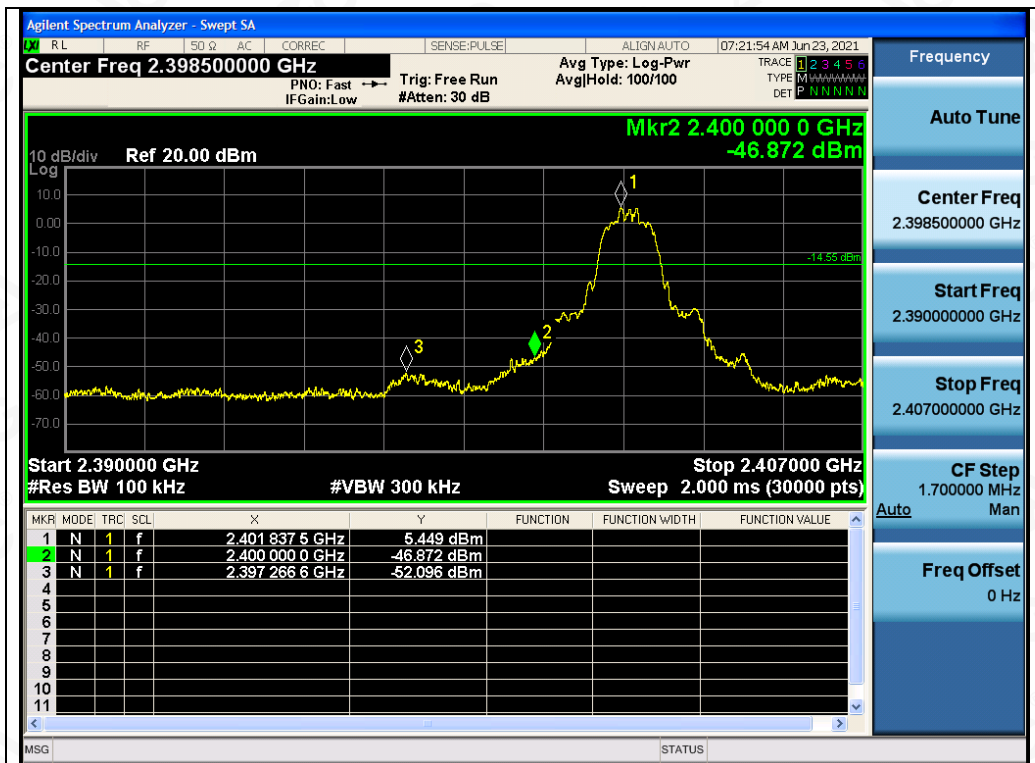 Agilent Spectrum Analyzer - Swept SA
LXI RL RF 50 Ω AC CORREC SENSE:PULSE ALIGN AUTO 07:21:54 AM Jun 23, 2021
Center Freq 2.398500000 GHz
PNO: Fast
IFGain:Low
Trig: Free Run
#Atten: 30 dB
Avg Type: Log-Pwr
Avg|Hold: 100/100
TRACE 1 2 3 4 5 6
TYPE M
DET P N N N N N
Mkr2 2.400 000 0 GHz
-46.872 dBm
10 dB/div Ref 20.00 dBm
Log
10.0
0.00
-10.0
-20.0
-30.0
-40.0
-50.0
-60.0
-70.0
1
-14.55 dBm
2
3
Start 2.390000 GHz Stop 2.407000 GHz
#Res BW 100 kHz #VBW 300 kHz Sweep 2.000 ms (30000 pts)
MKR MODE TRC SCL X Y FUNCTION FUNCTION WIDTH FUNCTION VALUE
1 N 1 f 2.401 837 5 GHz 5.449 dBm
2 N 1 f 2.400 000 0 GHz -46.872 dBm
3 N 1 f 2.397 266 6 GHz -52.096 dBm
4
5
6
7
8
9
10
11
MSG STATUS
Frequency
Auto Tune
Center Freq
2.398500000 GHz
Start Freq
2.390000000 GHz
Stop Freq
2.407000000 GHz
CF Step
1.700000 MHz
Auto Man
Freq Offset
0 Hz